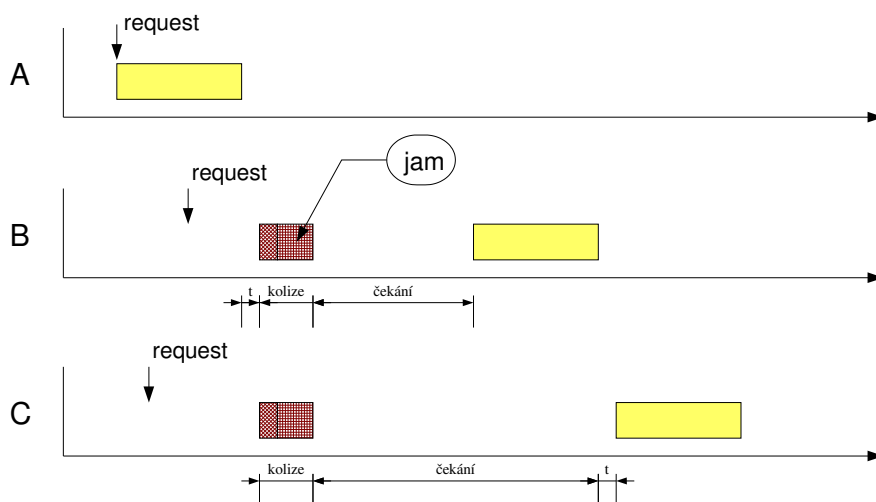 request
A
jam
request
B
t kolize čekání
request
C
kolize čekání t